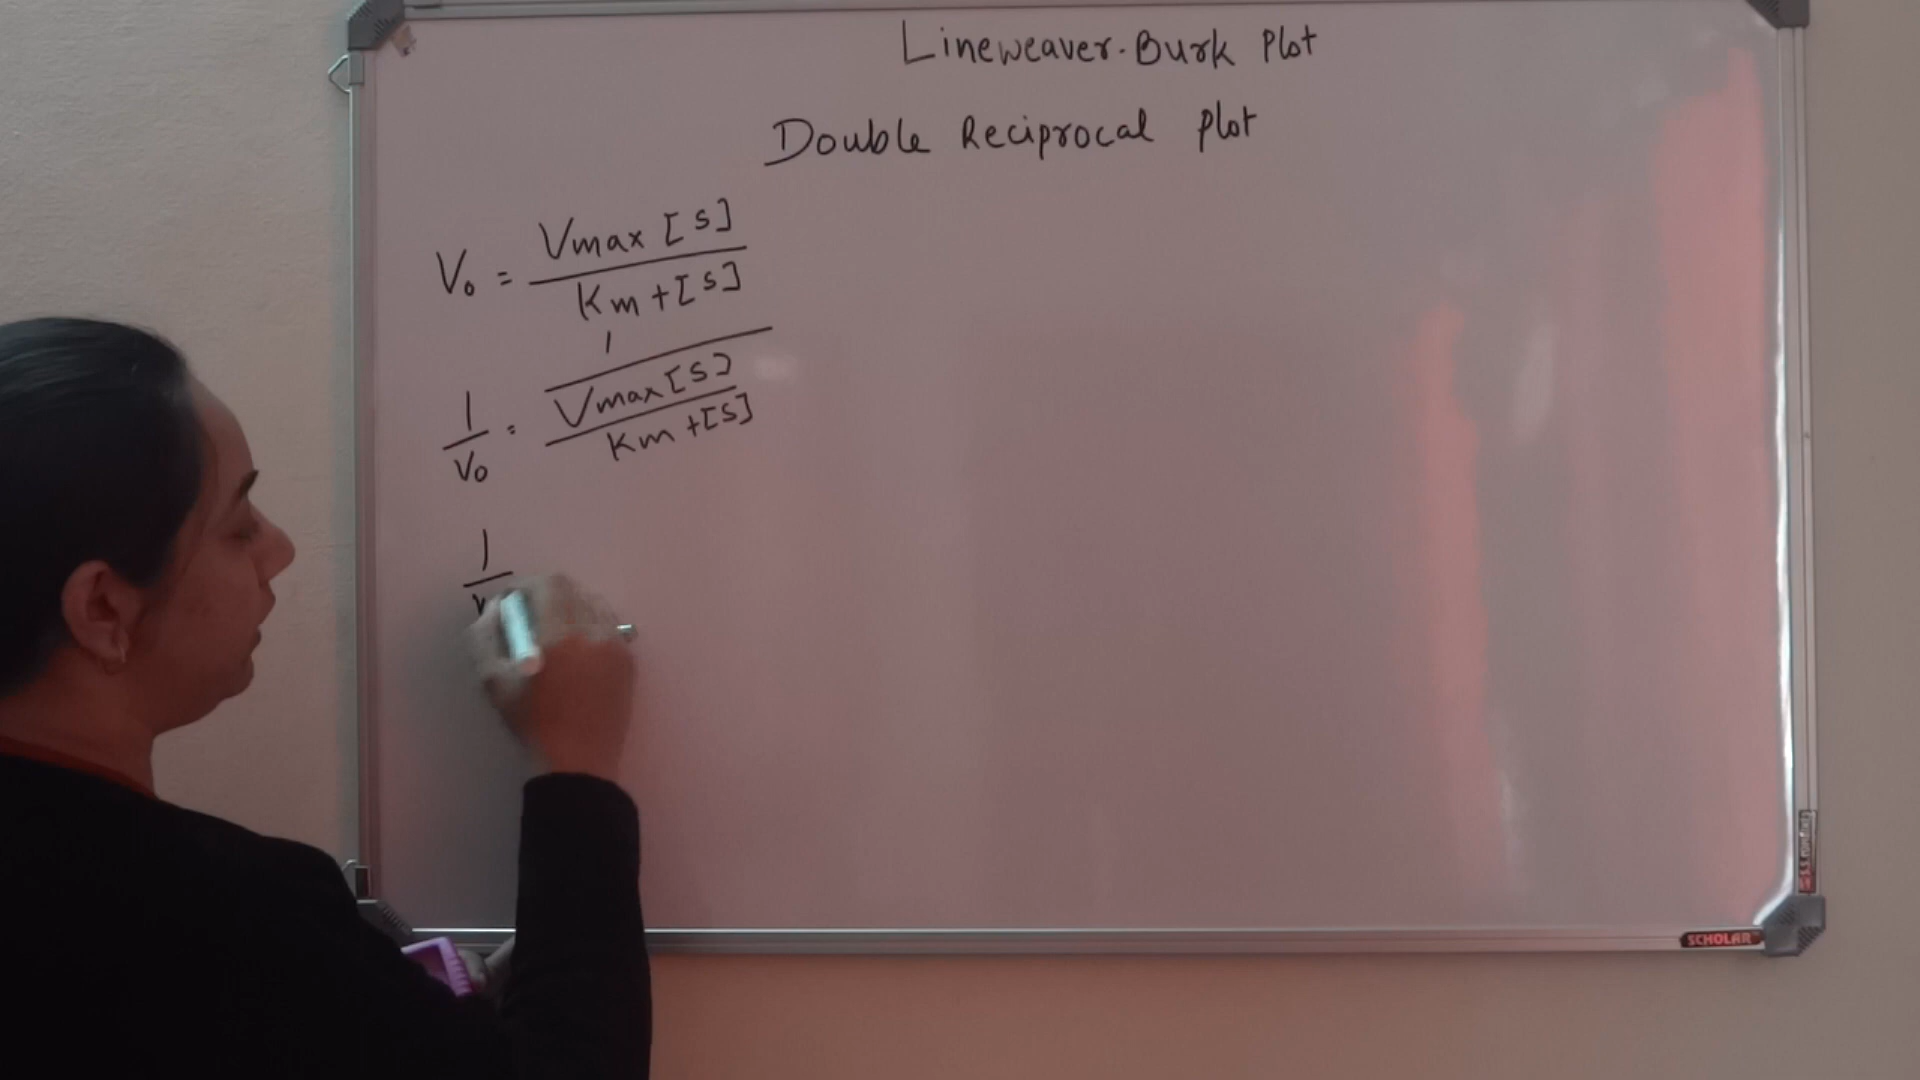 Lineweaver-Burk Plot
Double Reciprocal Plot
V₀ = Vmax [S] / Km + [S]
1 / V₀ = 1 / Vmax [S] / Km + [S]
1 / V
SCHOLAR